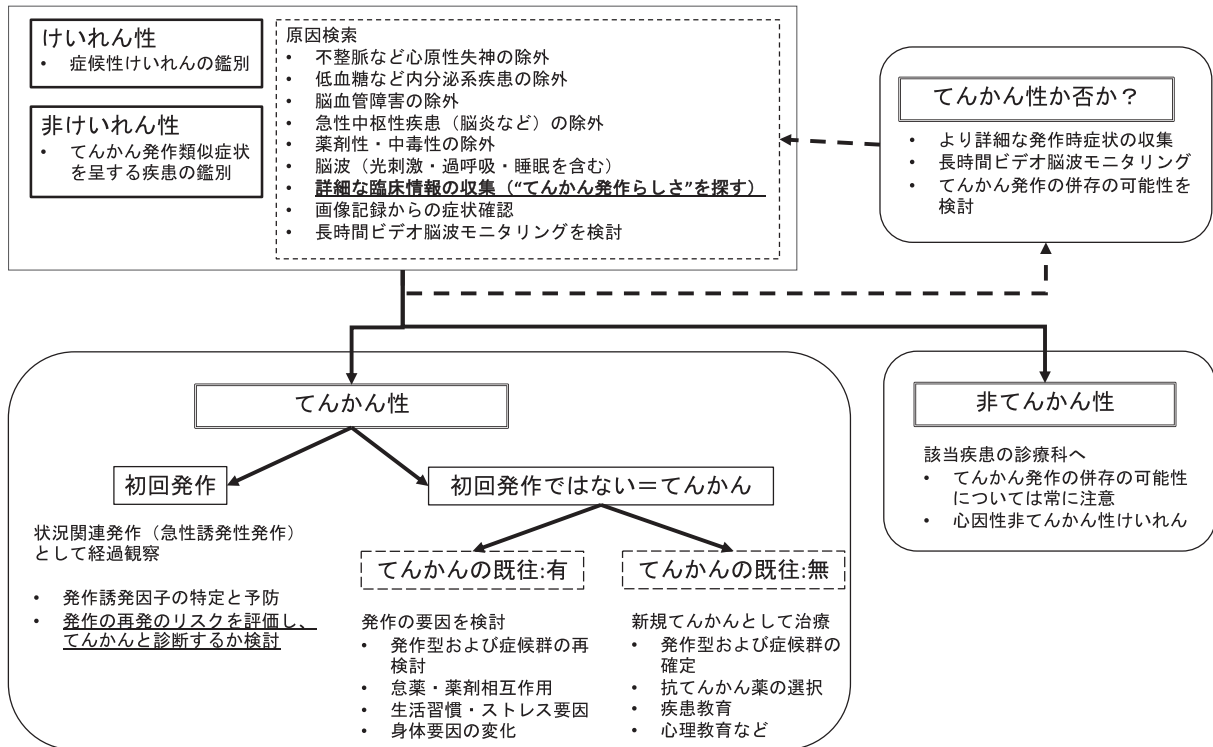 けいれん性
• 症候性けいれんの鑑別
非けいれん性
• てんかん発作類似症状
を呈する疾患の鑑別
原因検索
• 不整脈など心原性失神の除外
• 低血糖など内分泌系疾患の除外
• 脳血管障害の除外
• 急性中枢性疾患（脳炎など）の除外
• 薬剤性・中毒性の除外
• 脳波（光刺激・過呼吸・睡眠を含む）
• 詳細な臨床情報の収集（“てんかん発作らしさ”を探す）
• 画像記録からの症状確認
• 長時間ビデオ脳波モニタリングを検討
てんかん性か否か？
• より詳細な発作時症状の収集
• 長時間ビデオ脳波モニタリング
• てんかん発作の併存の可能性を
検討
てんかん性
初回発作
状況関連発作（急性誘発性発作）
として経過観察
• 発作誘発因子の特定と予防
• 発作の再発のリスクを評価し、
てんかんと診断するか検討
初回発作ではない＝てんかん
てんかんの既往:有
発作の要因を検討
• 発作型および症候群の再
検討
• 怠薬・薬剤相互作用
• 生活習慣・ストレス要因
• 身体要因の変化
てんかんの既往:無
新規てんかんとして治療
• 発作型および症候群の
確定
• 抗てんかん薬の選択
• 疾患教育
• 心理教育など
非てんかん性
該当疾患の診療科へ
• てんかん発作の併存の可能性
については常に注意
• 心因性非てんかん性けいれん